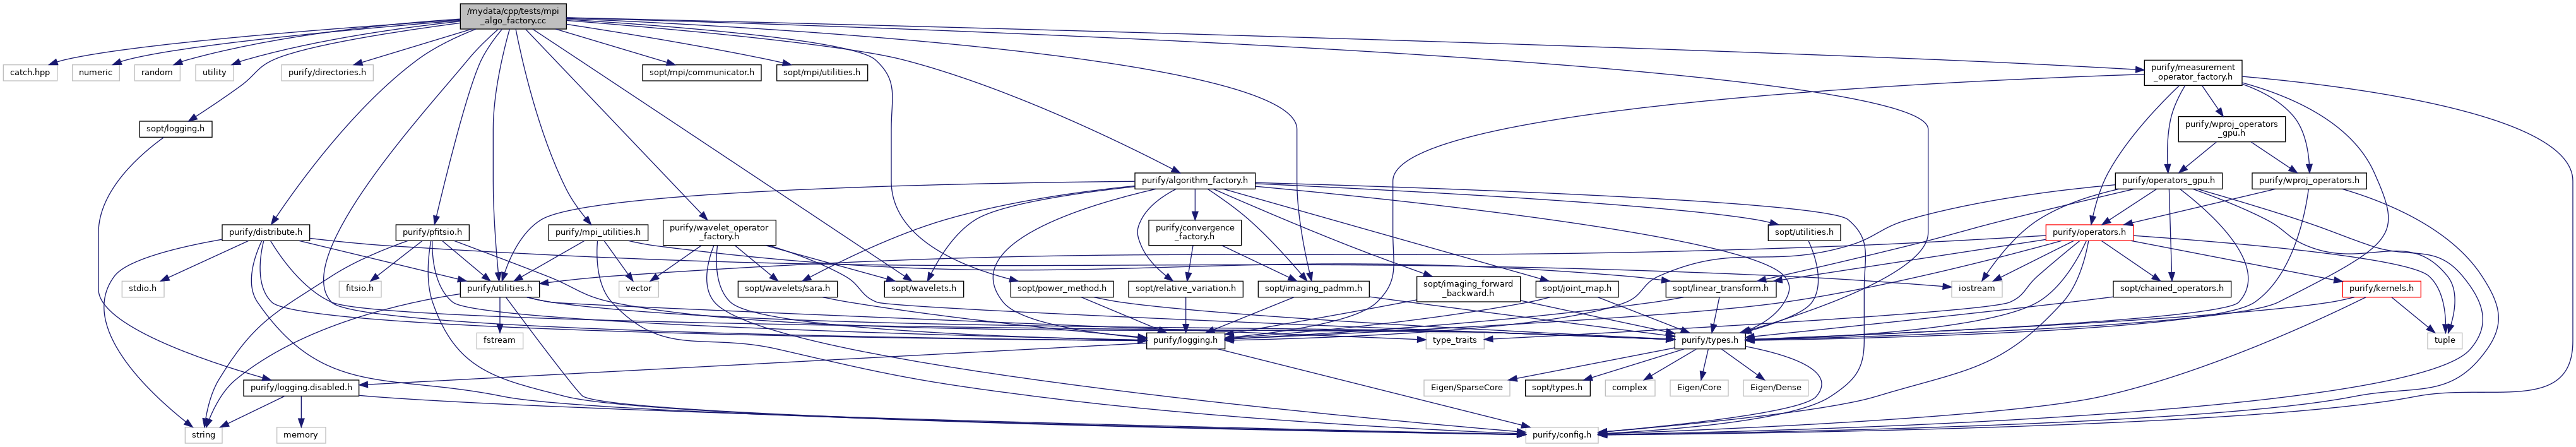 /mydata/cpp/tests/mpi
_algo_factory.cc
catch.hpp
numeric
random
utility
purify/directories.h
sopt/mpi/communicator.h
sopt/mpi/utilities.h
purify/measurement
_operator_factory.h
sopt/logging.h
purify/wproj_operators
_gpu.h
purify/algorithm_factory.h
purify/operators_gpu.h
purify/wproj_operators.h
purify/distribute.h
purify/pfitsio.h
purify/mpi_utilities.h
purify/wavelet_operator
_factory.h
purify/convergence
_factory.h
sopt/utilities.h
purify/operators.h
stdio.h
fitsio.h
purify/utilities.h
vector
sopt/wavelets/sara.h
sopt/wavelets.h
sopt/power_method.h
sopt/relative_variation.h
sopt/imaging_padmm.h
sopt/imaging_forward
_backward.h
sopt/joint_map.h
sopt/linear_transform.h
iostream
sopt/chained_operators.h
purify/kernels.h
fstream
purify/logging.h
type_traits
purify/types.h
tuple
purify/logging.disabled.h
Eigen/SparseCore
sopt/types.h
complex
Eigen/Core
Eigen/Dense
string
memory
purify/config.h